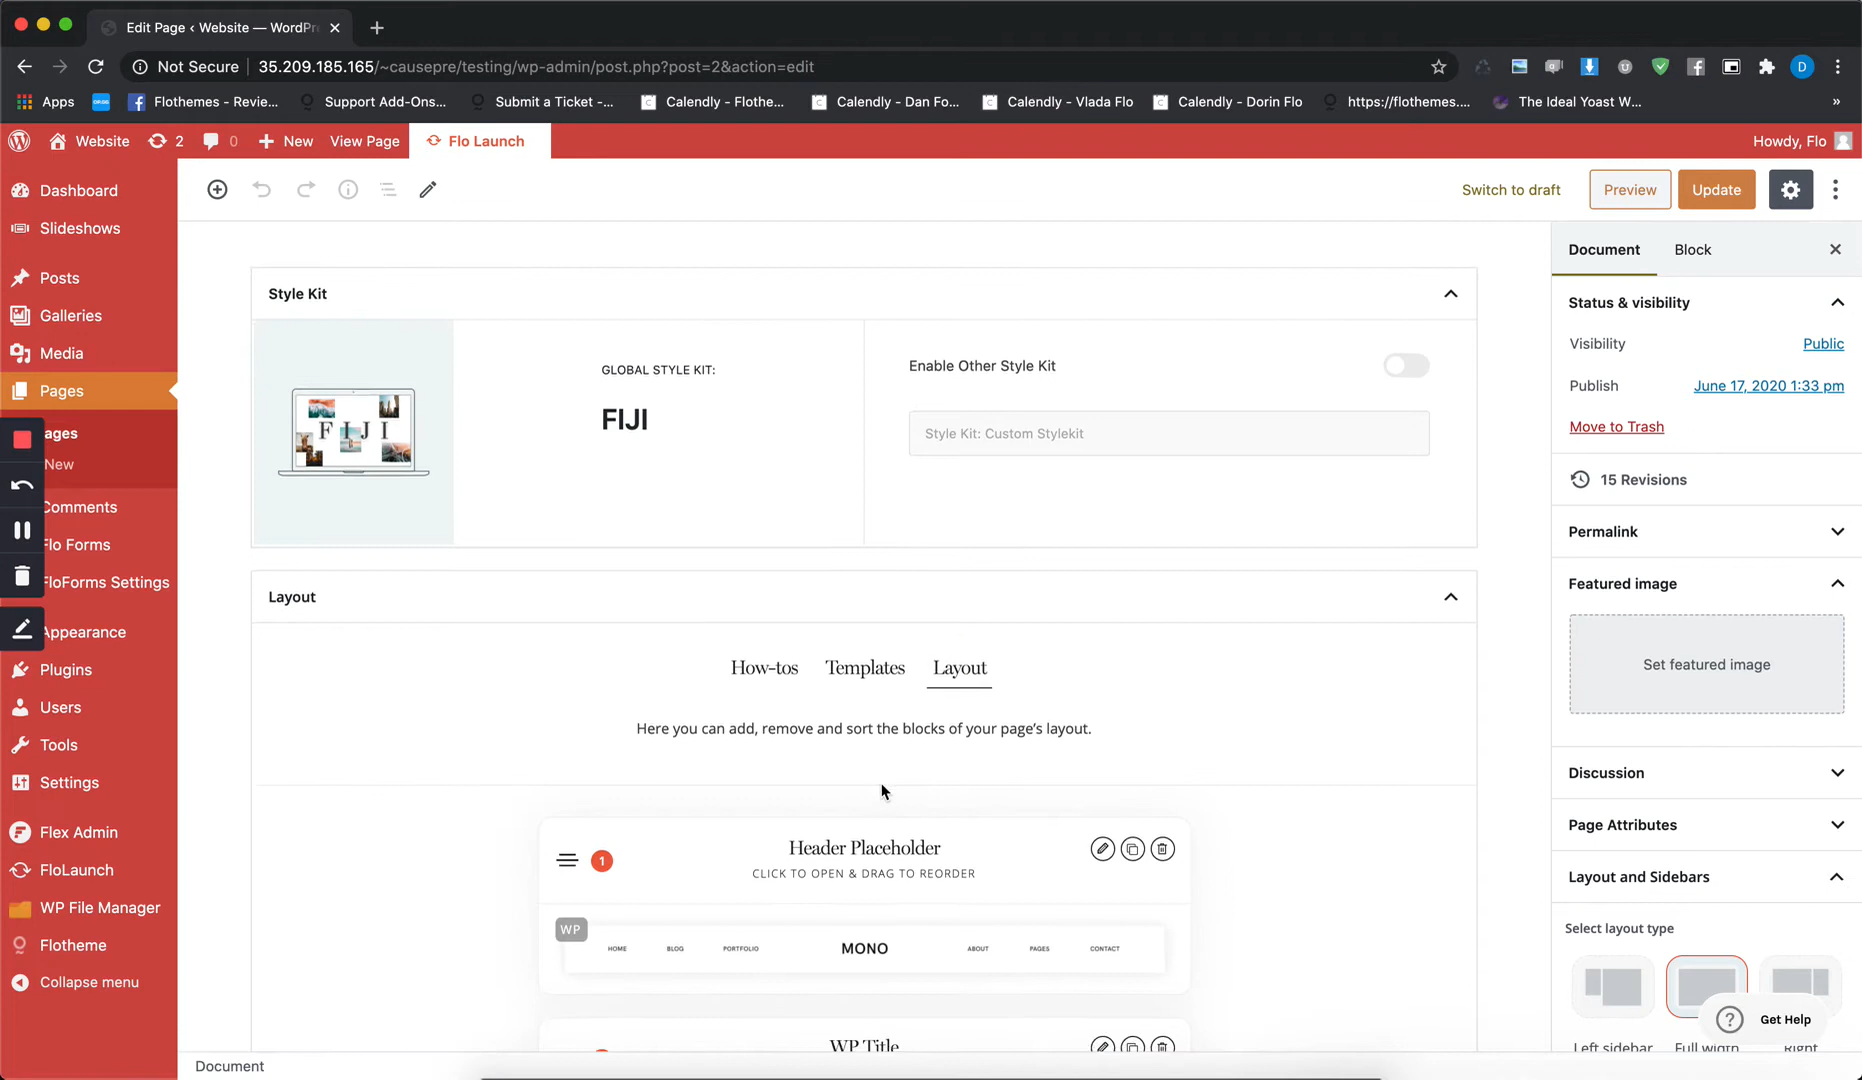 Edit Page ‹ Website — WordPr
Not Secure
35.209.185.165/~causepre/testing/wp-admin/post.php?post=2&action=edit
Apps
Flothemes - Revie...
Support Add-Ons...
Submit a Ticket -...
Calendly - Flothe...
Calendly - Dan Fo...
Calendly - Vlada Flo
Calendly - Dorin Flo
https://flothemes....
The Ideal Yoast W...
»
Website
2
0
New
View Page
Flo Launch
Howdy, Flo
Dashboard
Slideshows
Posts
Galleries
Media
Pages
ages
New
Comments
Flo Forms
FloForms Settings
Appearance
Plugins
Users
Tools
Settings
Flex Admin
FloLaunch
WP File Manager
Flotheme
Collapse menu
Switch to draft
Preview
Update
Style Kit
FIJI
GLOBAL STYLE KIT:
FIJI
Enable Other Style Kit
Style Kit: Custom Stylekit
Layout
How-tos
Templates
Layout
Here you can add, remove and sort the blocks of your page's layout.
1
Header Placeholder
CLICK TO OPEN & DRAG TO REORDER
WP
HOME
BLOG
PORTFOLIO
MONO
ABOUT
PAGES
CONTACT
WP Title
Document
Document
Block
Status & visibility
Visibility
Public
Publish
June 17, 2020 1:33 pm
Move to Trash
15 Revisions
Permalink
Featured image
Set featured image
Discussion
Page Attributes
Layout and Sidebars
Select layout type
Left sidebar
Full width
Right
Get Help